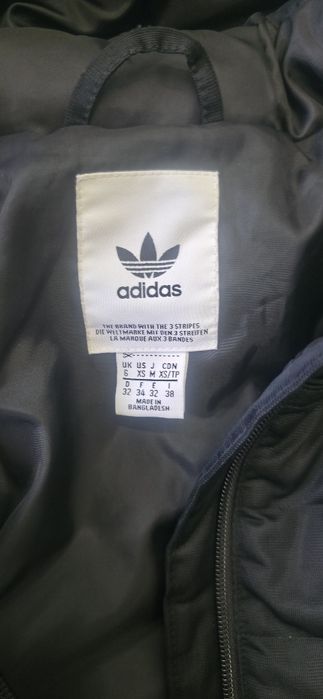 adidas
THE BRAND WITH THE 3 STRIPES
DIE WELTMARKE MIT DEN 3 STREIFEN
LA MARQUE AUX 3 BANDES
UK US J CDN
6 XS M XS/TP
D F E I
32 34 32 38
MADE IN
BANGLADESH